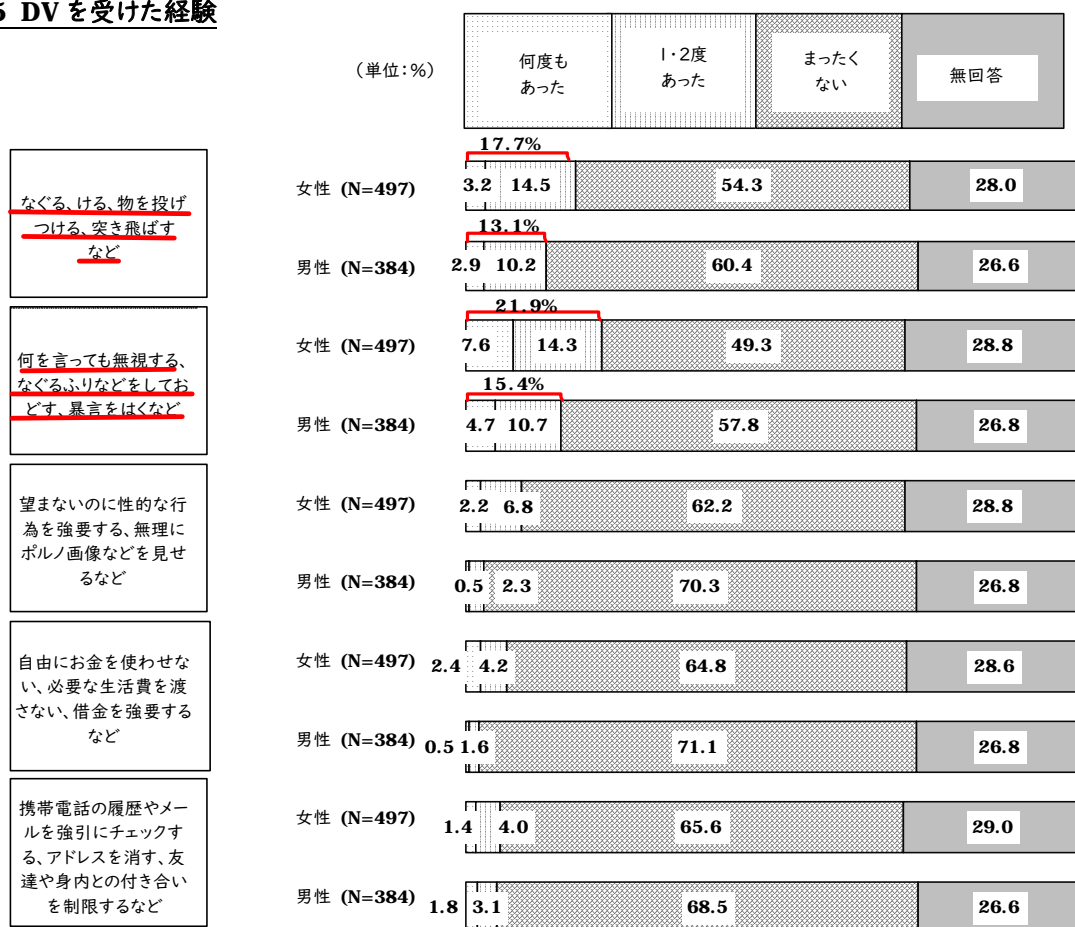 5 DVを受けた経験
(単位:%)
何度も
あった
1・2度
あった
まったく
ない
無回答
なぐる、ける、物を投げ
つける、突き飛ばす
など
17.7%
女性 (N=497) 3.2 14.5 54.3 28.0
13.1%
男性 (N=384) 2.9 10.2 60.4 26.6
何を言っても無視する、
なぐるふりなどをしてお
どす、暴言をはくなど
21.9%
女性 (N=497) 7.6 14.3 49.3 28.8
15.4%
男性 (N=384) 4.7 10.7 57.8 26.8
望まないのに性的な行
為を強要する、無理に
ポルノ画像などを見せ
るなど
女性 (N=497) 2.2 6.8 62.2 28.8
男性 (N=384) 0.5 2.3 70.3 26.8
自由にお金を使わせな
い、必要な生活費を渡
さない、借金を強要する
など
女性 (N=497) 2.4 4.2 64.8 28.6
男性 (N=384) 0.5 1.6 71.1 26.8
携帯電話の履歴やメー
ルを強引にチェックす
る、アドレスを消す、友
達や身内との付き合い
を制限するなど
女性 (N=497) 1.4 4.0 65.6 29.0
男性 (N=384) 1.8 3.1 68.5 26.6